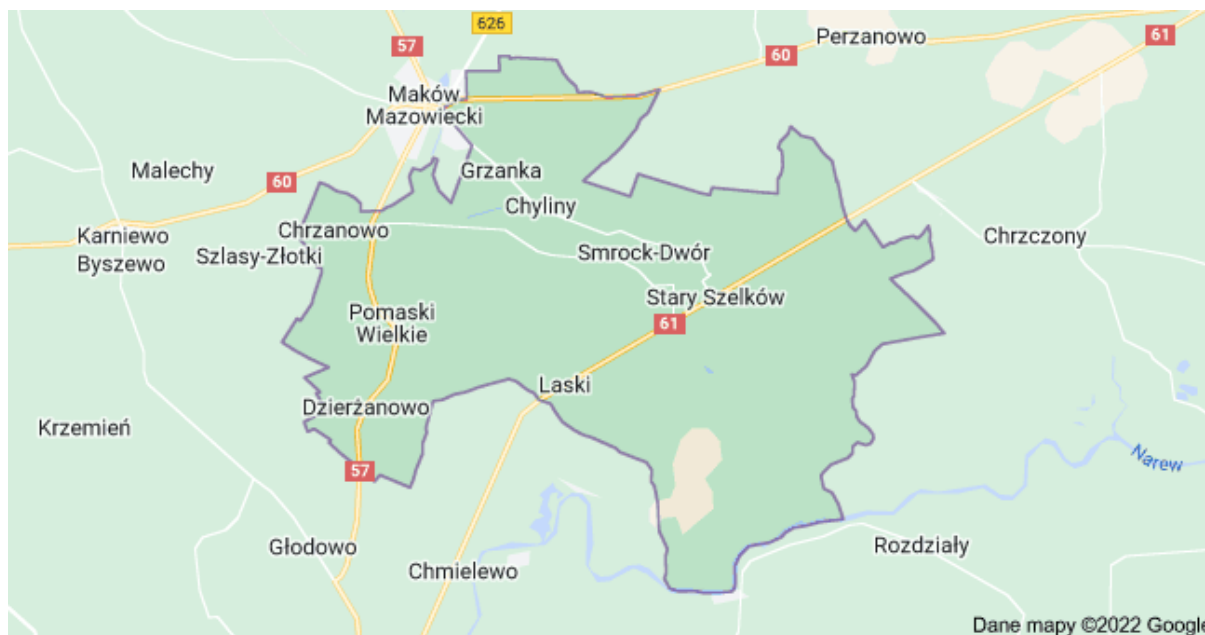 626
57
61
Perzanowo
60
Maków
Mazowiecki
Malechy
Grzanka
60
Chyliny
Chrzanowo
Karniewo
Chrzczony
Szlasy-Złotki
Smrock-Dwór
Byszewo
Stary Szelków
Pomaski
Wielkie
61
Laski
Dzierżanowo
Krzemień
Narew
57
Głodowo
Rozdziały
Chmielewo
Dane mapy ©2022 Google